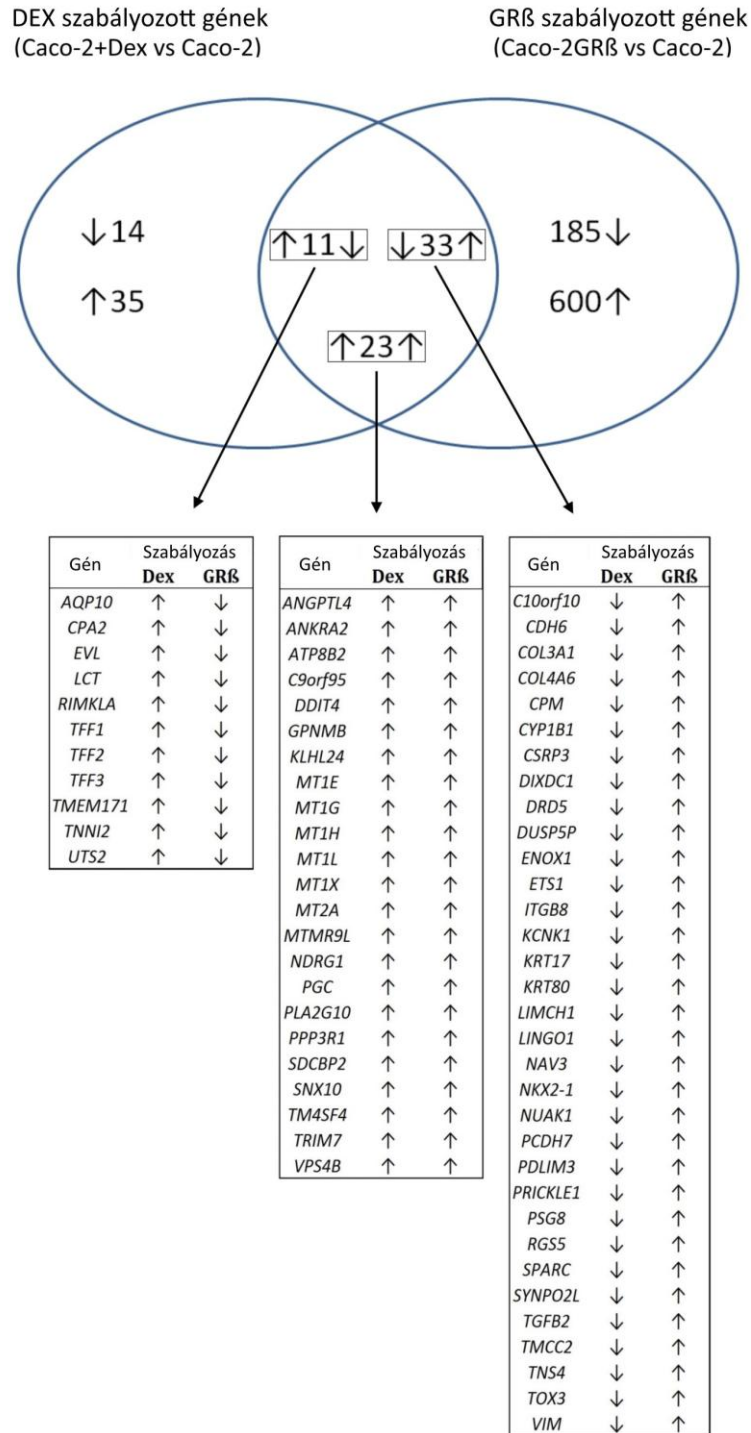 DEX szabályozott gének
(Caco-2+Dex vs Caco-2)
GRß szabályozott gének
(Caco-2GRß vs Caco-2)
↓14
↑35
↑11↓
↓33↑
↑23↑
185↓
600↑
Gén Szabályozás
Dex GRß
AQP10 ↑ ↓
CPA2 ↑ ↓
EVL ↑ ↓
LCT ↑ ↓
RIMKLA ↑ ↓
TFF1 ↑ ↓
TFF2 ↑ ↓
TFF3 ↑ ↓
TMEM171 ↑ ↓
TNNI2 ↑ ↓
UTS2 ↑ ↓
Gén Szabályozás
Dex GRß
ANGPTL4 ↑ ↑
ANKRA2 ↑ ↑
ATP8B2 ↑ ↑
C9orf95 ↑ ↑
DDIT4 ↑ ↑
GPNMB ↑ ↑
KLHL24 ↑ ↑
MT1E ↑ ↑
MT1G ↑ ↑
MT1H ↑ ↑
MT1L ↑ ↑
MT1X ↑ ↑
MT2A ↑ ↑
MTMR9L ↑ ↑
NDRG1 ↑ ↑
PGC ↑ ↑
PLA2G10 ↑ ↑
PPP3R1 ↑ ↑
SDCBP2 ↑ ↑
SNX10 ↑ ↑
TM4SF4 ↑ ↑
TRIM7 ↑ ↑
VPS4B ↑ ↑
Gén Szabályozás
Dex GRß
C10orf10 ↓ ↑
CDH6 ↓ ↑
COL3A1 ↓ ↑
COL4A6 ↓ ↑
CPM ↓ ↑
CYP1B1 ↓ ↑
CSRP3 ↓ ↑
DIXDC1 ↓ ↑
DRD5 ↓ ↑
DUSP5P ↓ ↑
ENOX1 ↓ ↑
ETS1 ↓ ↑
ITGB8 ↓ ↑
KCNK1 ↓ ↑
KRT17 ↓ ↑
KRT80 ↓ ↑
LIMCH1 ↓ ↑
LINGO1 ↓ ↑
NAV3 ↓ ↑
NKX2-1 ↓ ↑
NUAK1 ↓ ↑
PCDH7 ↓ ↑
PDLIM3 ↓ ↑
PRICKLE1 ↓ ↑
PSG8 ↓ ↑
RGS5 ↓ ↑
SPARC ↓ ↑
SYNPO2L ↓ ↑
TGFB2 ↓ ↑
TMCC2 ↓ ↑
TNS4 ↓ ↑
TOX3 ↓ ↑
VIM ↓ ↑